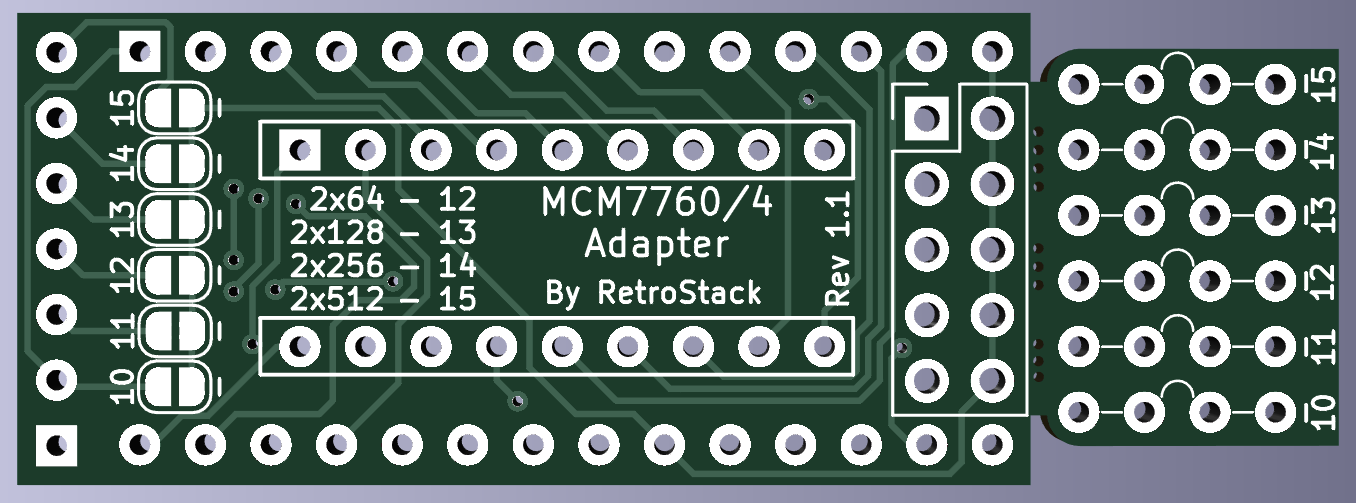 15
14
13
12
11
10
2x64 - 12
2x128 - 13
2x256 - 14
2x512 - 15
MCM7760/4
Adapter
By RetroStack
Rev 1.1
15
14
13
12
11
10